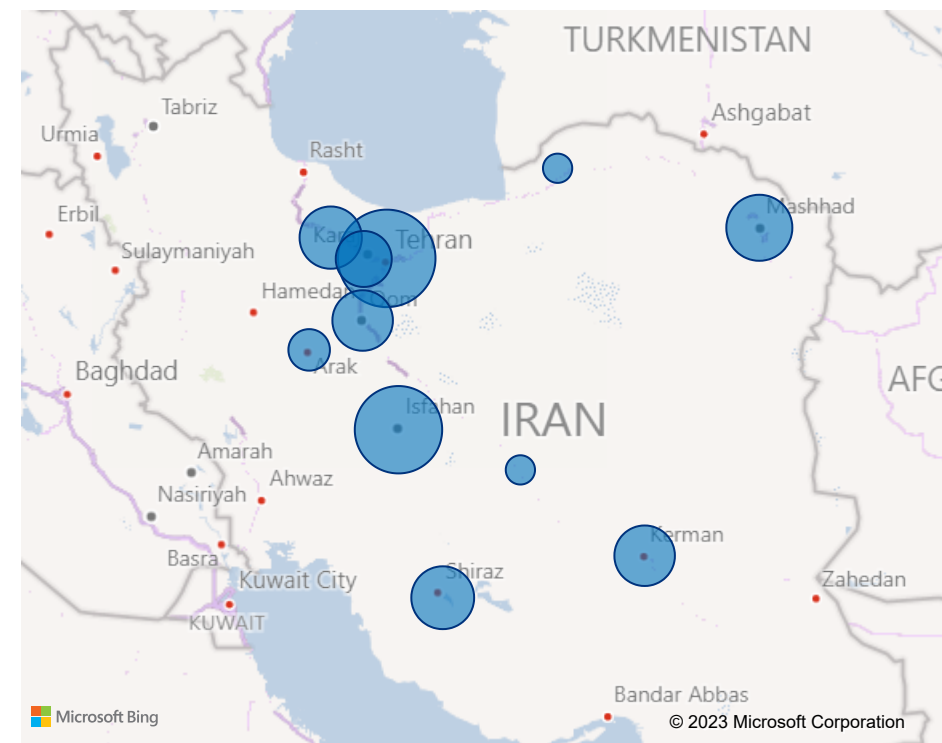 TURKMENISTAN
Tabriz
Ashgabat
Urmia
Rasht
Mashhad
Erbil
Tehran
Sulaymaniyah
Hamedan
Qom
Arak
Baghdad
AFG
Isfahan
IRAN
Amarah
Ahwaz
Nasiriyah
Kerman
Basra
Shiraz
Kuwait City
Zahedan
KUWAIT
Bandar Abbas
Microsoft Bing
© 2023 Microsoft Corporation